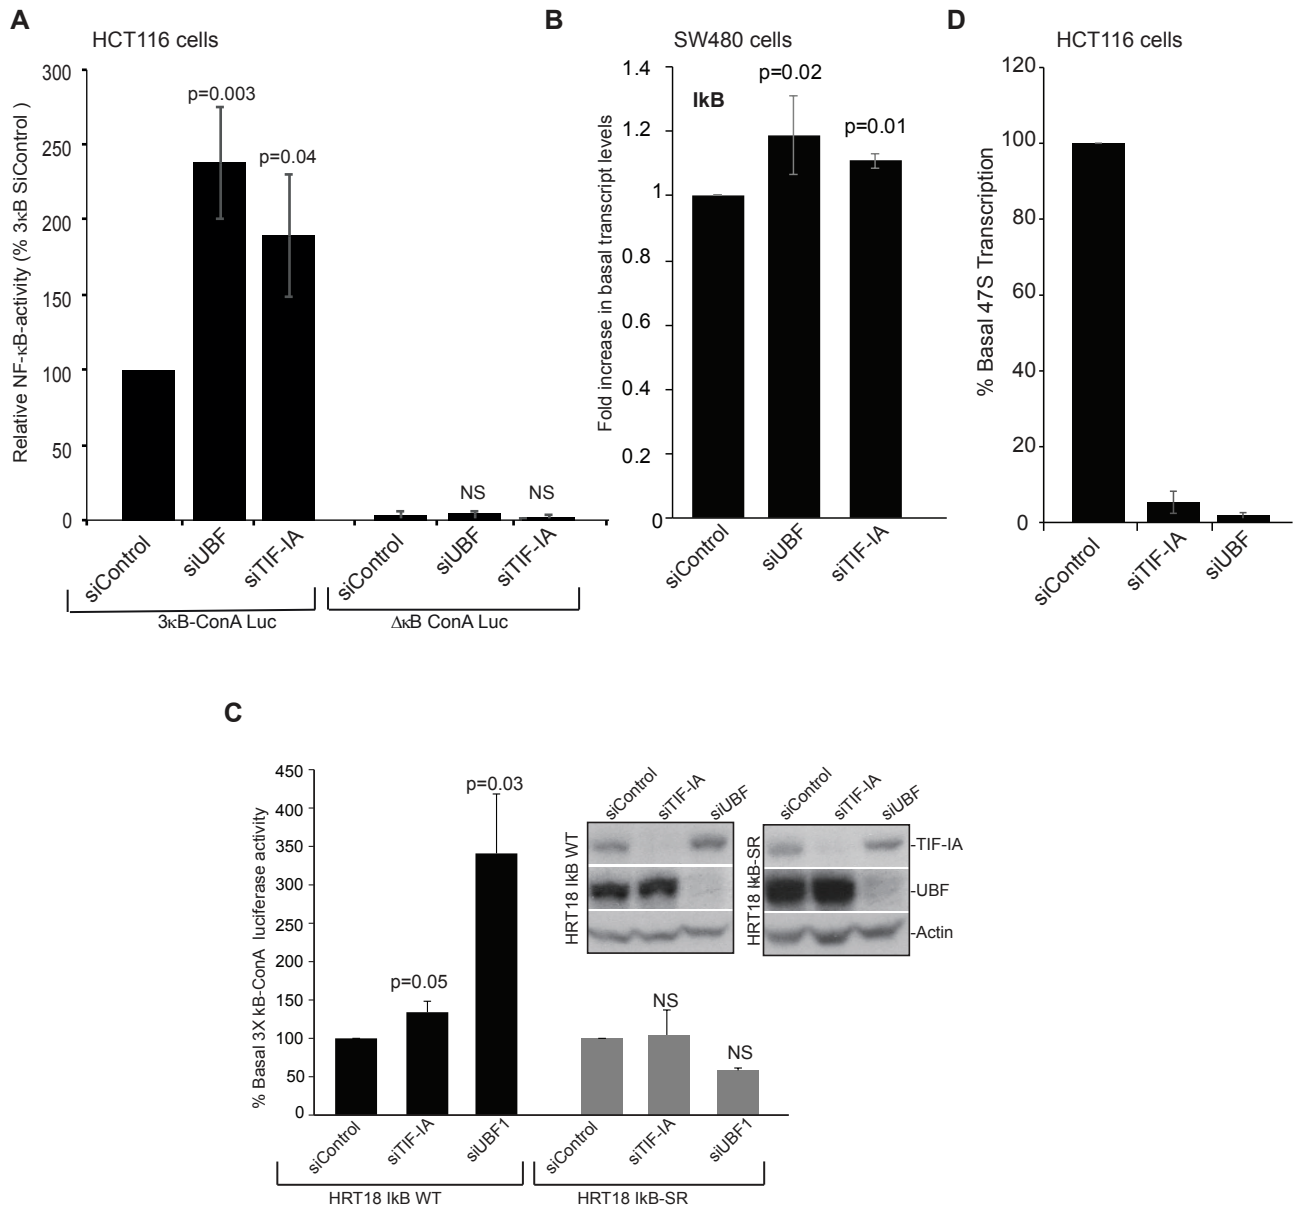 A
HCT116 cells
Relative NF-κB-activity (% 3κB SiControl )
300
250
200
150
100
50
0
p=0.003
p=0.04
NS
NS
siControl
siUBF
siTIF-IA
siControl
siUBF
siTIF-IA
3κB-ConA Luc
ΔκB ConA Luc
B
SW480 cells
IkB
Fold increase in basal transcript levels
1.4
1.2
1
0.8
0.6
0.4
0.2
0
p=0.02
p=0.01
siControl
siUBF
siTIF-IA
D
HCT116 cells
% Basal 47S Transcription
120
100
80
60
40
20
0
siControl
siTIF-IA
siUBF
C
% Basal 3X kB-ConA luciferase activity
450
400
350
300
250
200
150
100
50
0
p=0.05
p=0.03
NS
NS
siControl
siTIF-IA
siUBF1
siControl
siTIF-IA
siUBF1
HRT18 IkB WT
HRT18 IkB-SR
siControl
siTIF-IA
siUBF
HRT18 IkB WT
siControl
siTIF-IA
siUBF
HRT18 IkB-SR
-TIF-IA
-UBF
-Actin